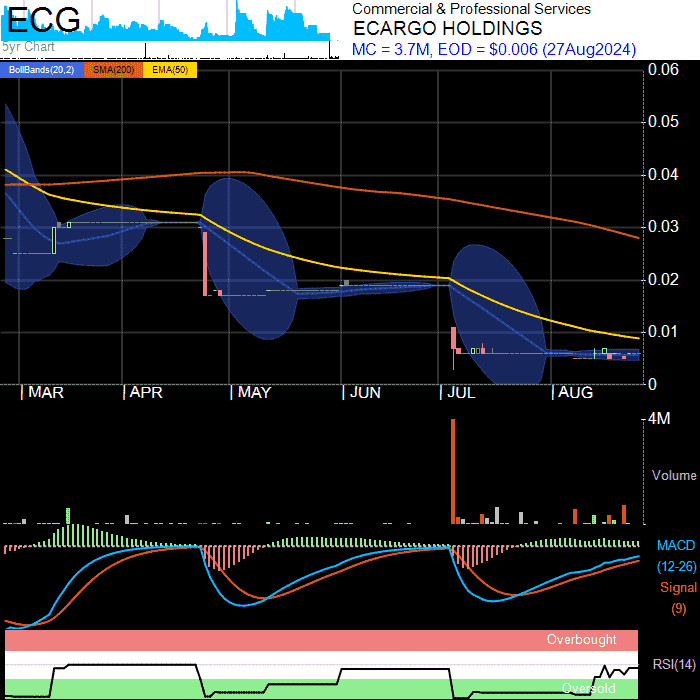 ECG
5yr Chart
Commercial & Professional Services
ECARGO HOLDINGS
MC = 3.7M, EOD = $0.006 (27Aug2024)
BollBands(20,2) SMA(200) EMA(50)
0.06
0.05
0.04
0.03
0.02
0.01
0
MAR APR MAY JUN JUL AUG
4M
Volume
MACD
(12-26)
Signal
(9)
Overbought
RSI(14)
Oversold